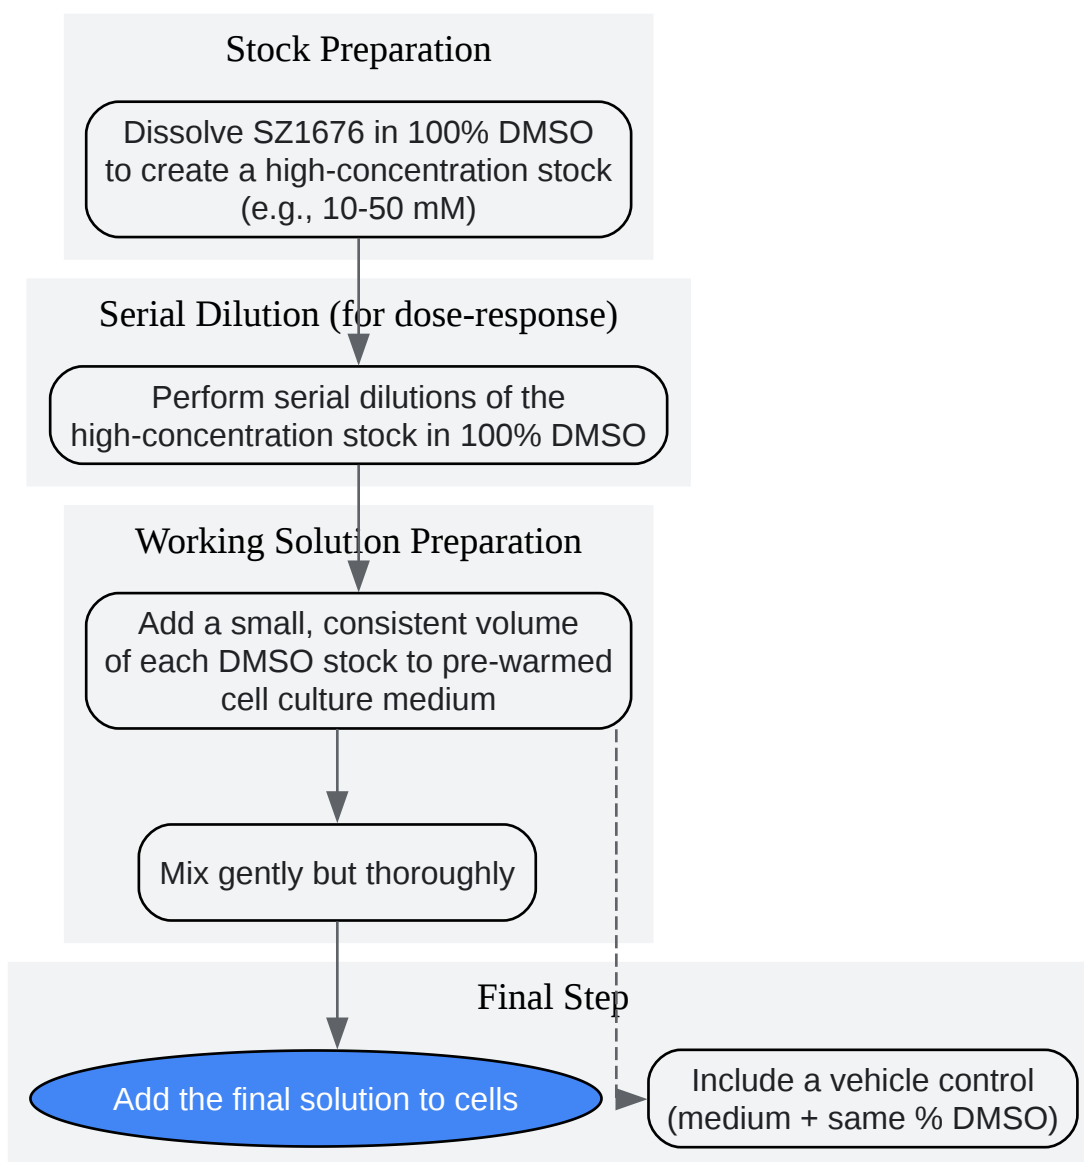 Stock Preparation
Dissolve SZ1676 in 100% DMSO
to create a high-concentration stock
(e.g., 10-50 mM)
Serial Dilution (for dose-response)
Perform serial dilutions of the
high-concentration stock in 100% DMSO
Working Solution Preparation
Add a small, consistent volume
of each DMSO stock to pre-warmed
cell culture medium
Mix gently but thoroughly
Final Step
Add the final solution to cells
Include a vehicle control
(medium + same % DMSO)